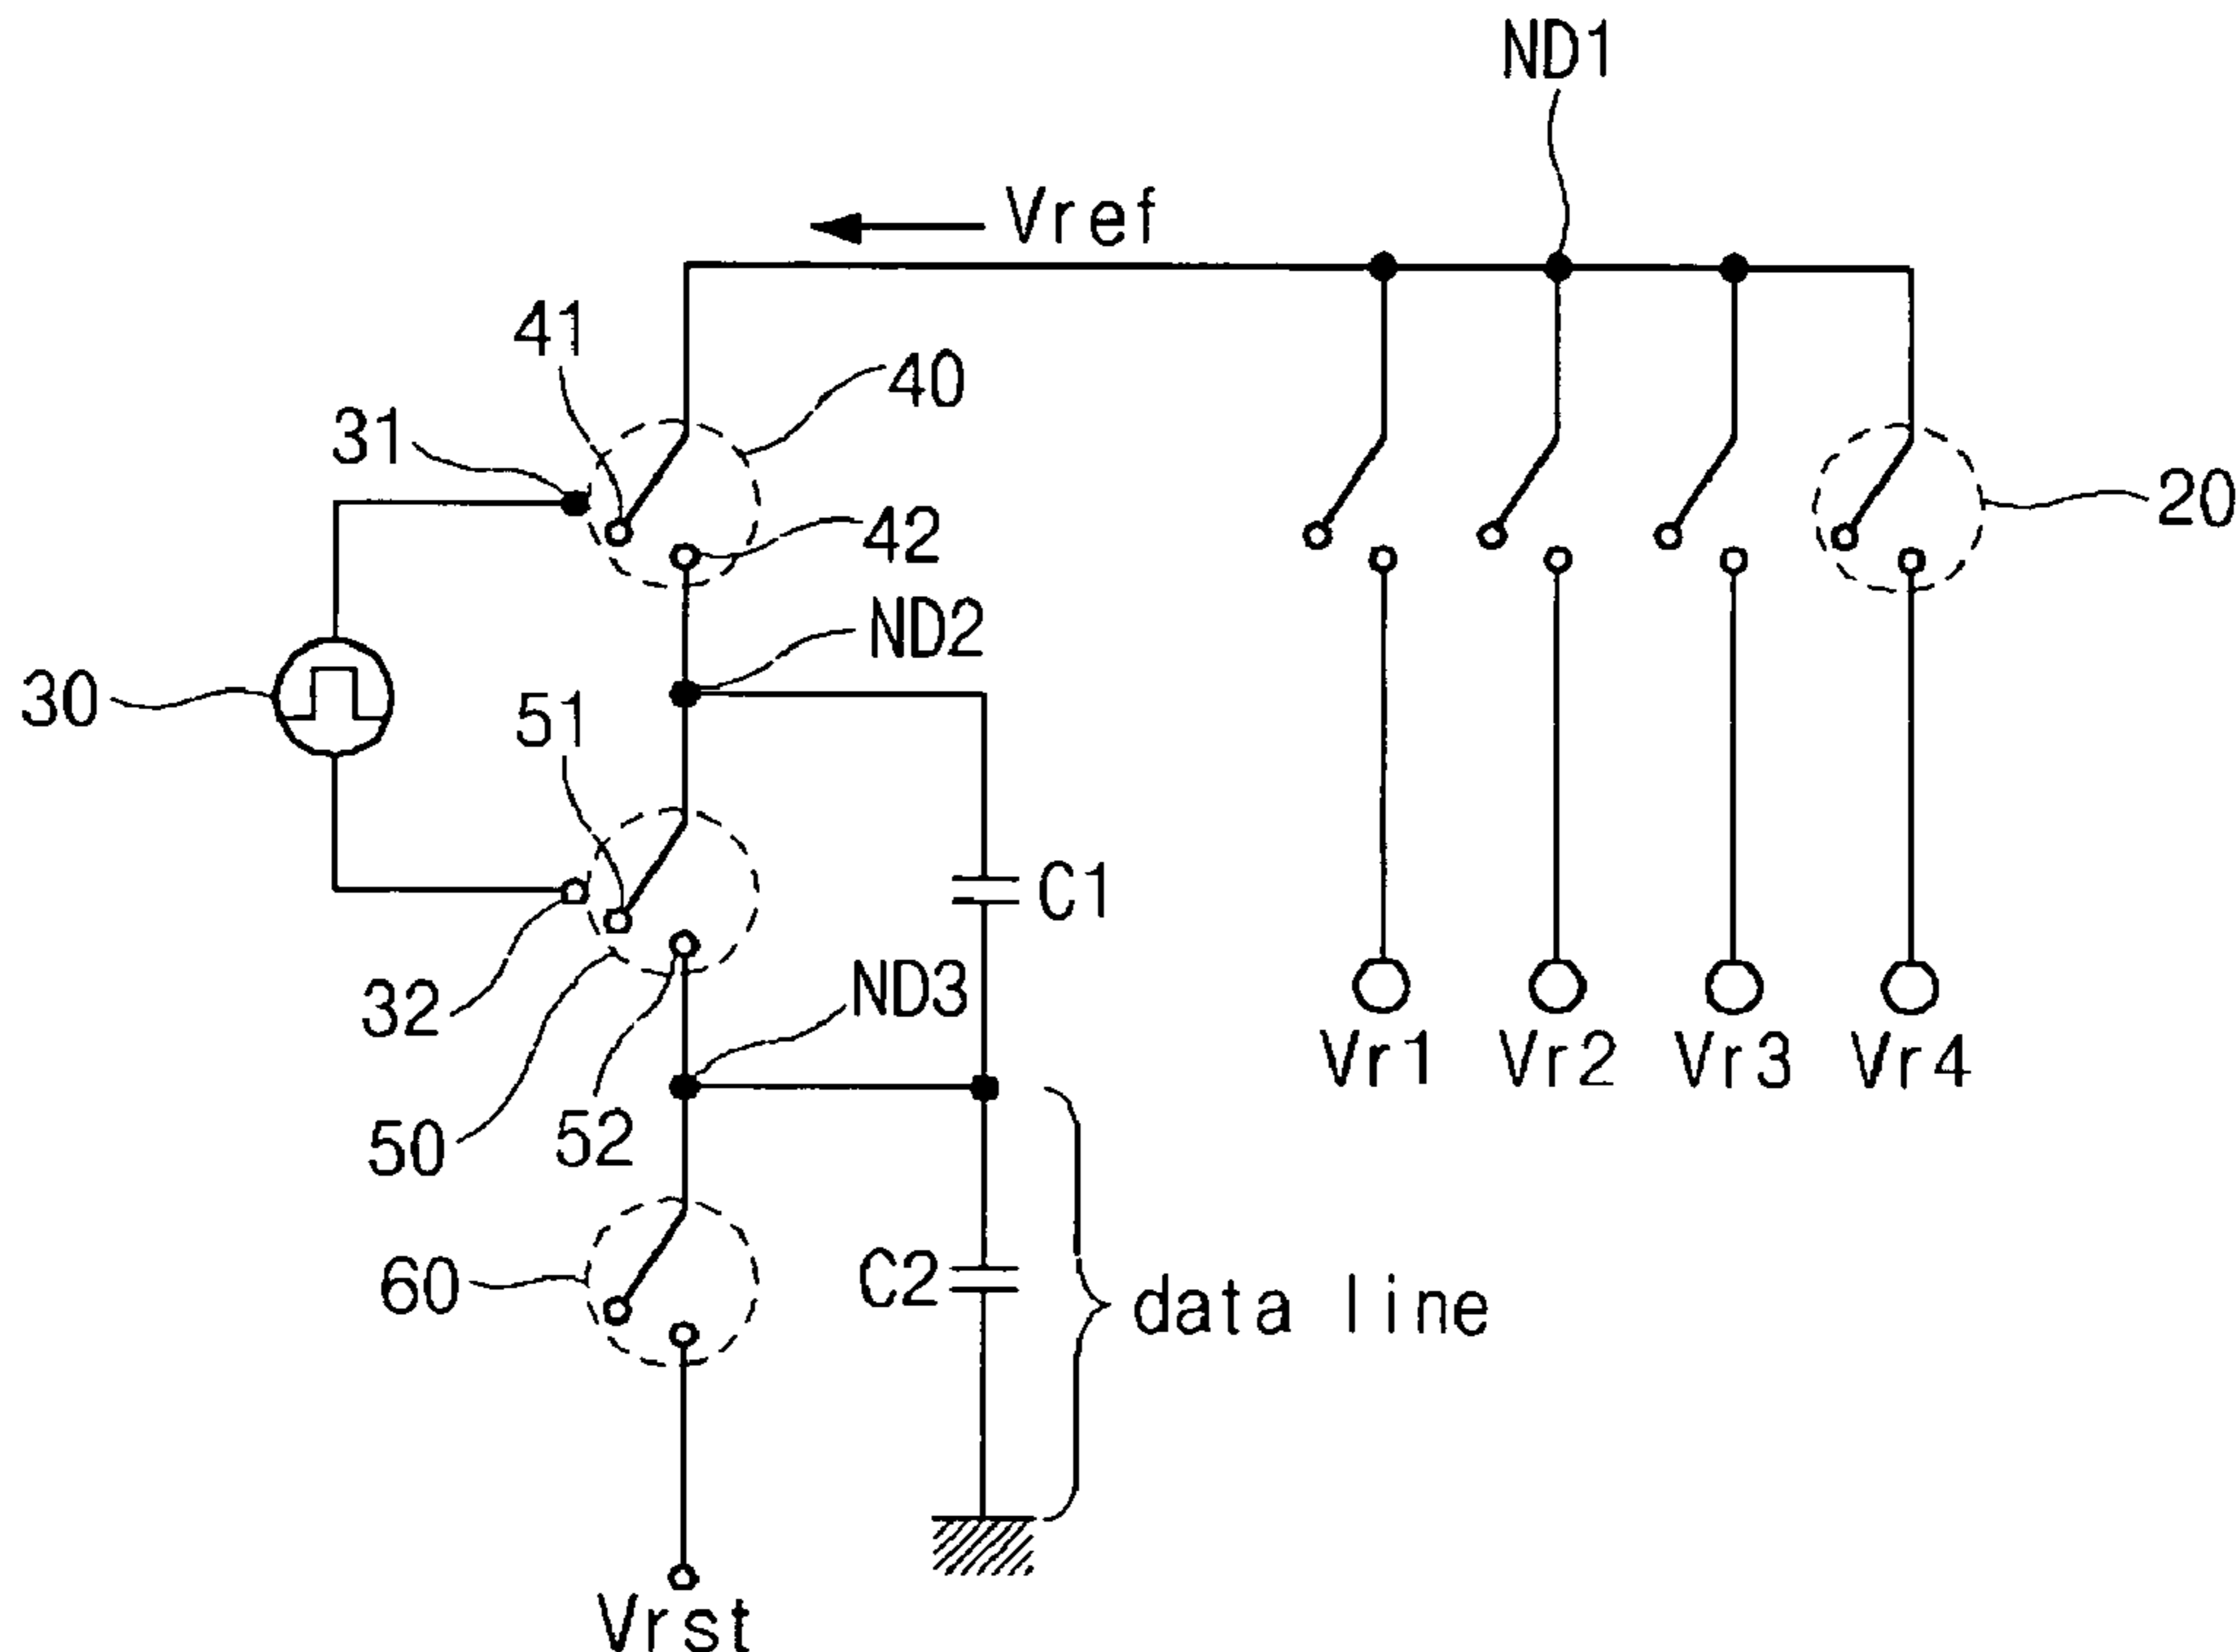 ND1
Vref
41
40
31
42
20
ND2
30
51
C1
ND3
32
Vr1 Vr2 Vr3 Vr4
50
52
60
C2
data line
Vrst